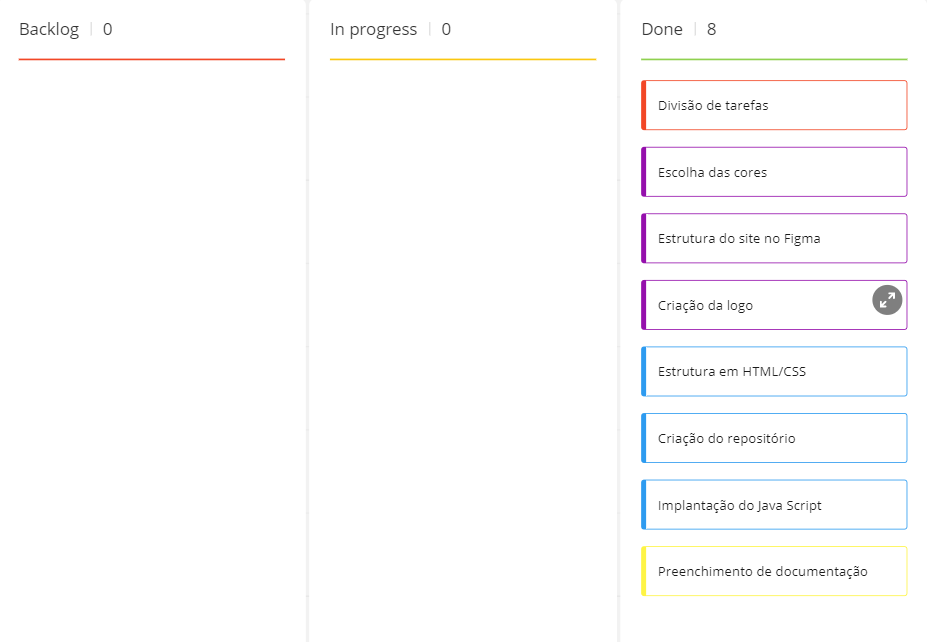 Backlog 0
In progress 0
Done 8
Divisão de tarefas
Escolha das cores
Estrutura do site no Figma
Criação da logo
Estrutura em HTML/CSS
Criação do repositório
Implantação do Java Script
Preenchimento de documentação